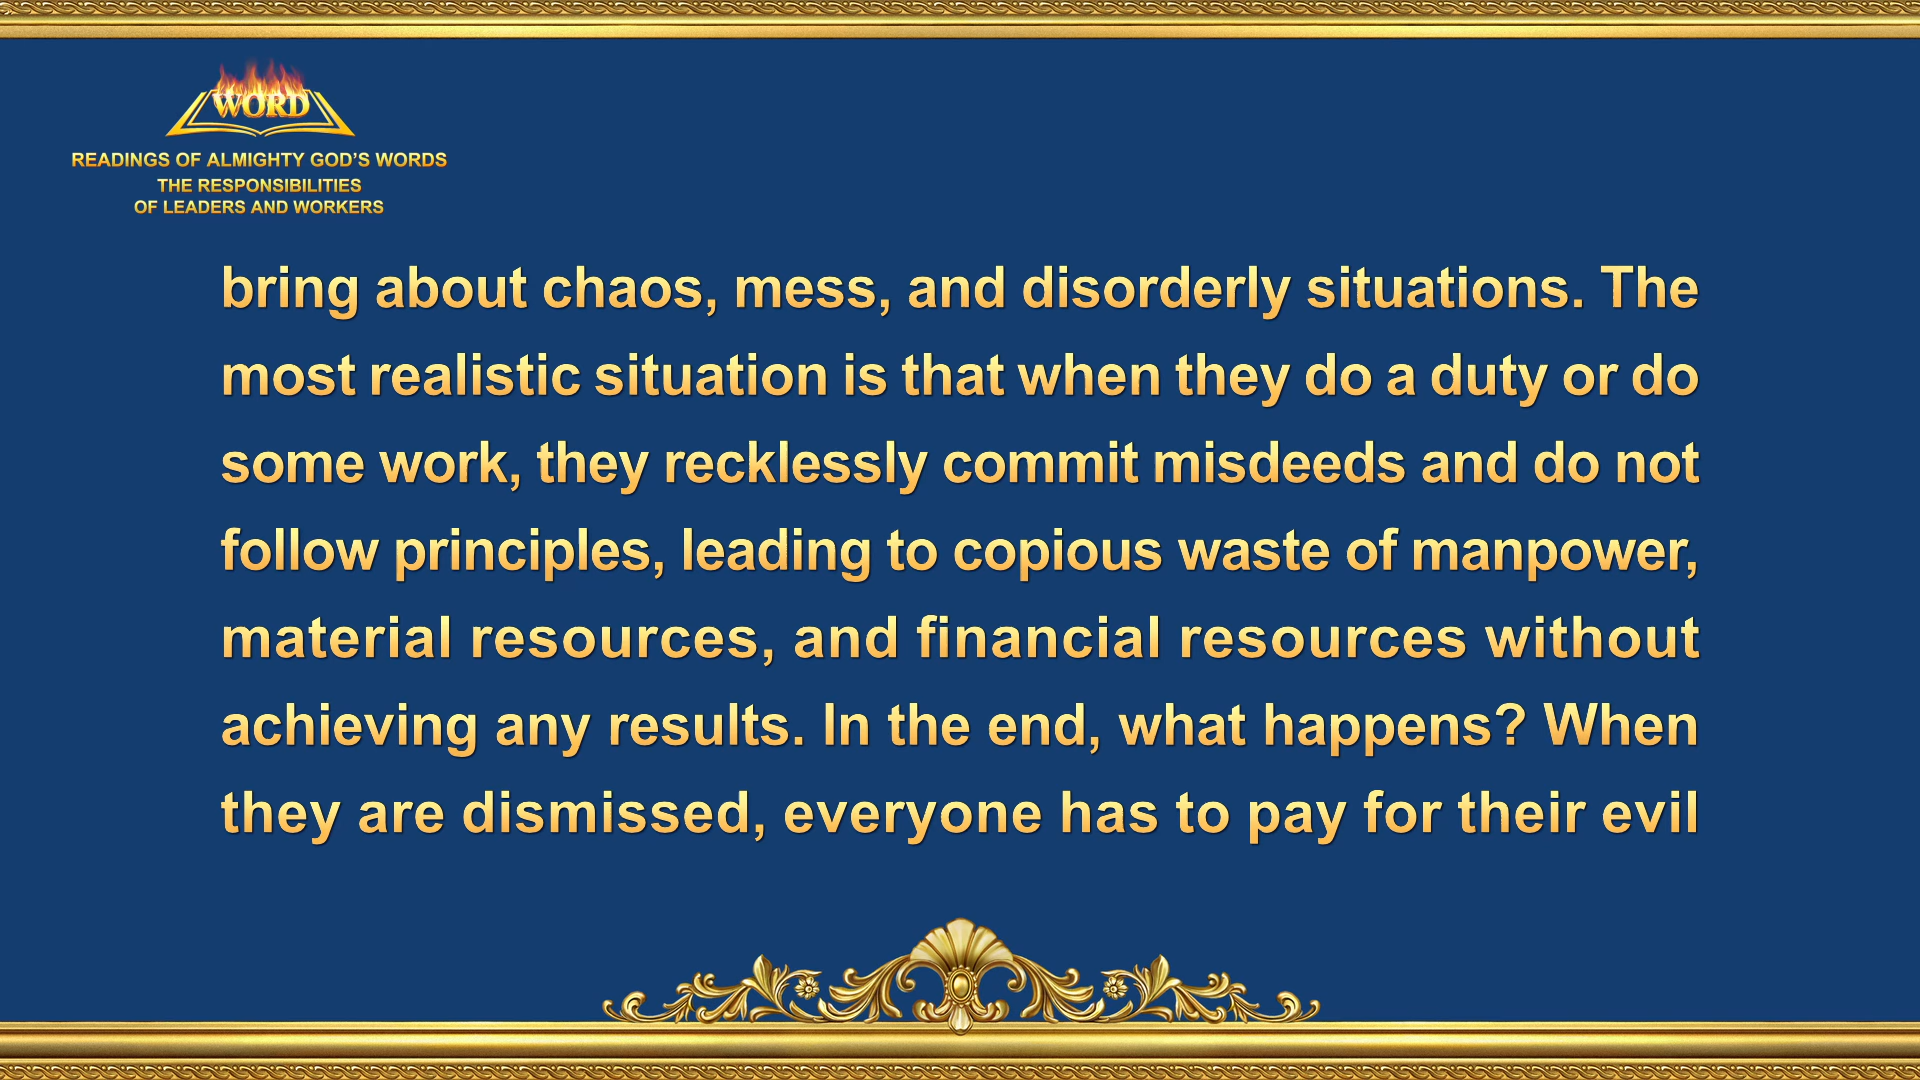 WORD
READINGS OF ALMIGHTY GOD’S WORDS
THE RESPONSIBILITIES
OF LEADERS AND WORKERS
bring about chaos, mess, and disorderly situations. The
most realistic situation is that when they do a duty or do
some work, they recklessly commit misdeeds and do not
follow principles, leading to copious waste of manpower,
material resources, and financial resources without
achieving any results. In the end, what happens? When
they are dismissed, everyone has to pay for their evil